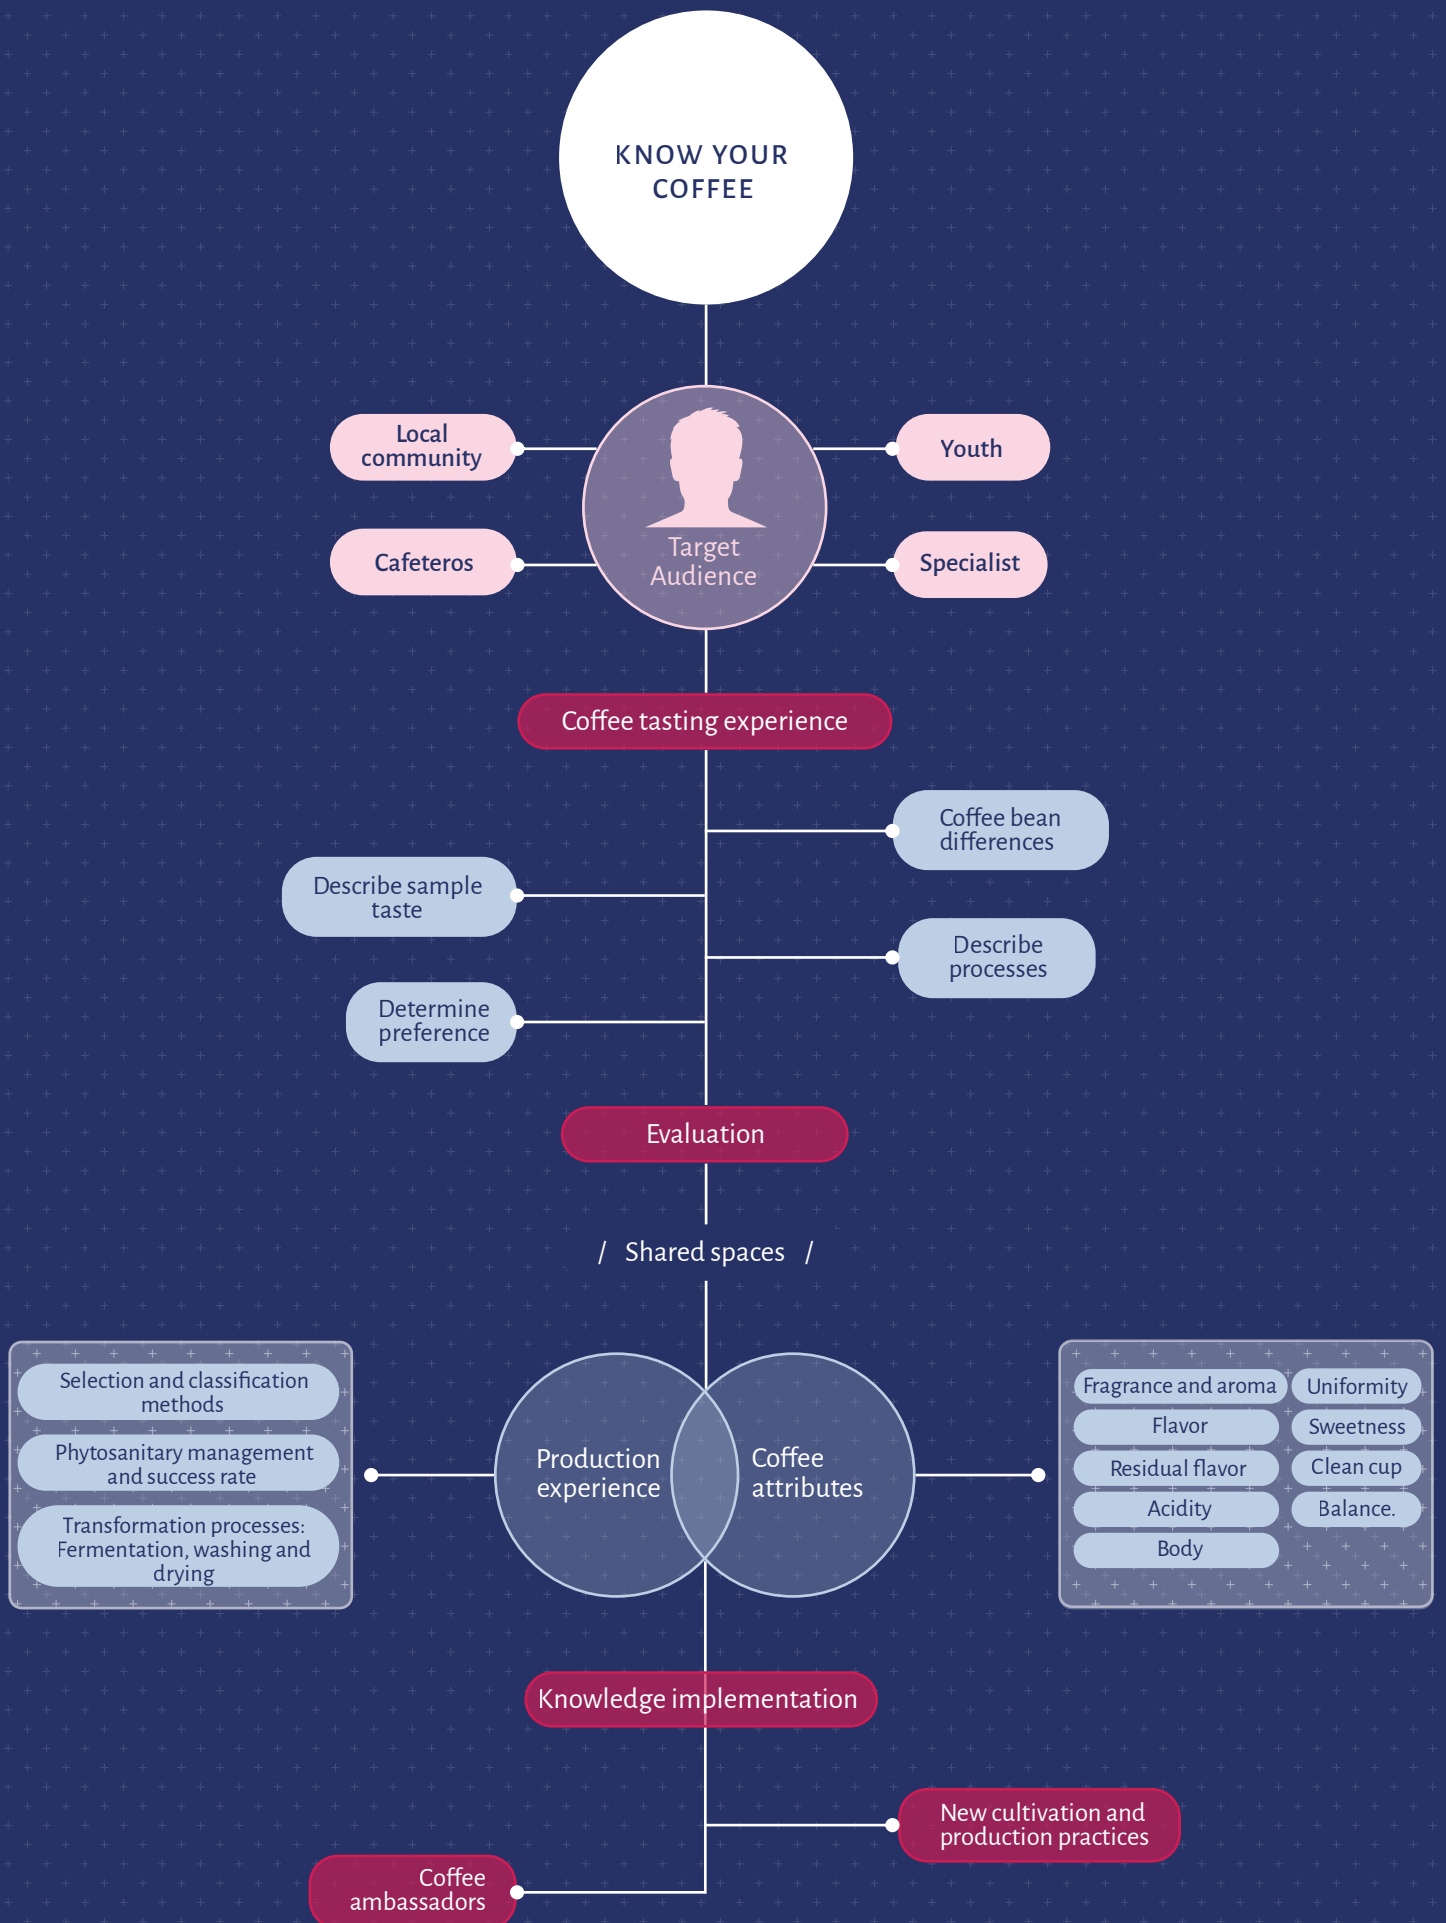 KNOW YOUR
COFFEE
Local
community
Youth
Cafeteros
Specialist
Target
Audience
Coffee tasting experience
Coffee bean
differences
Describe sample
taste
Describe
processes
Determine
preference
Evaluation
/ Shared spaces /
Selection and classification
methods
Phytosanitary management
and success rate
Transformation processes:
Fermentation, washing and
drying
Production
experience
Coffee
attributes
Fragrance and aroma
Uniformity
Flavor
Sweetness
Residual flavor
Clean cup
Acidity
Balance.
Body
Knowledge implementation
New cultivation and
production practices
Coffee
ambassadors